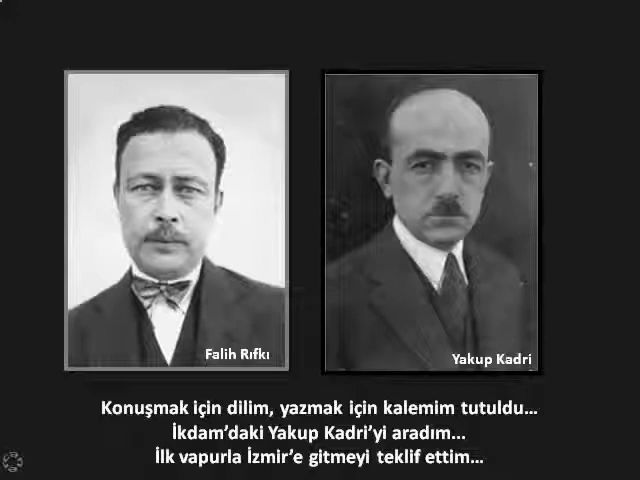 Falih Rıfkı
Yakup Kadri
Konuşmak için dilim, yazmak için kalemim tutuldu...
İkdam'daki Yakup Kadri'yi aradım...
İlk vapurla İzmir'e gitmeyi teklif ettim...